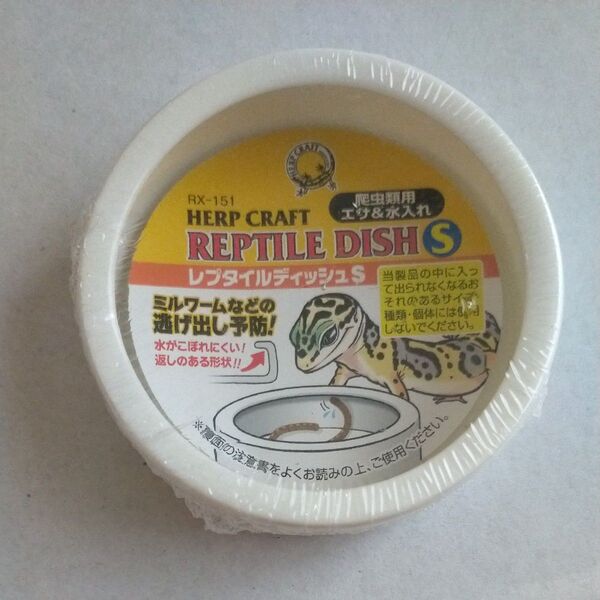 HERP CRAFT
RX-151
爬虫類用
エサ&水入れ
HERP CRAFT
REPTILE DISH S
レプタイルディッシュS
ミルワームなどの
逃げ出し予防!
水がこぼれにくい!
返しのある形状!!
当製品の中に入っ
て出られなくなるお
それのあるサイズ・
種類・個体には使用
しないでください。
※裏面の注意書をよくお読みの上、ご使用ください。